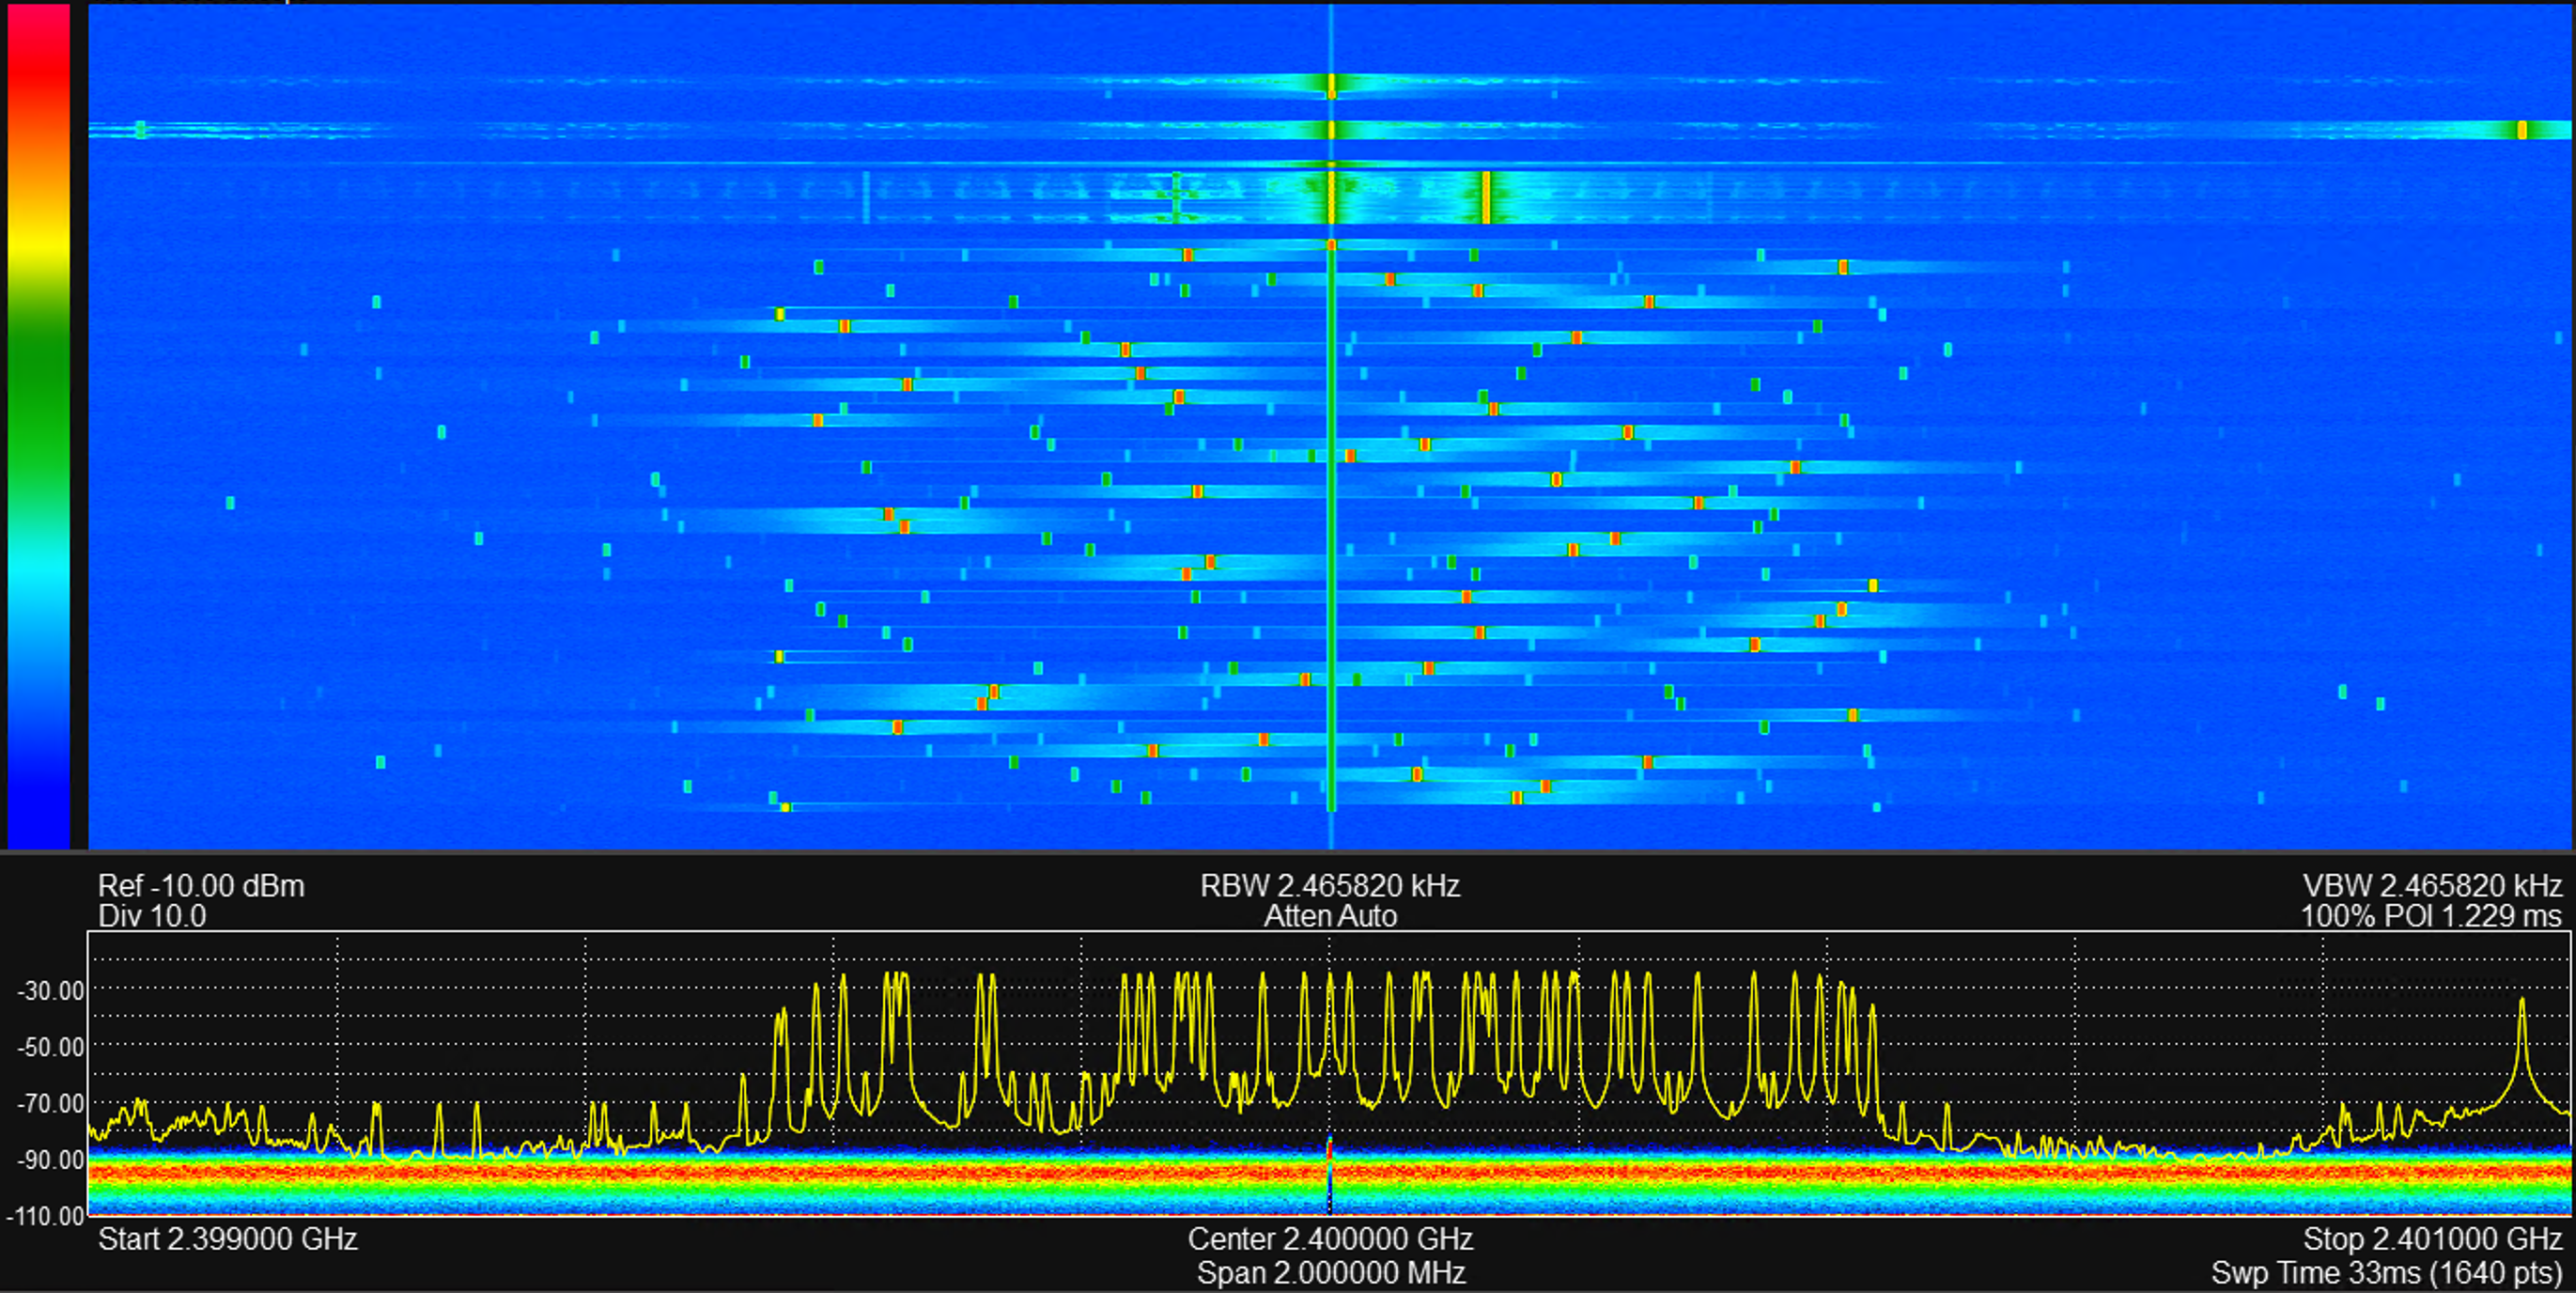 Ref -10.00 dBm
RBW 2.465820 kHz
VBW 2.465820 kHz
Div 10.0
Atten Auto
100% POI 1.229 ms
-30.00
-50.00
-70.00
-90.00
-110.00
Start 2.399000 GHz
Center 2.400000 GHz
Stop 2.401000 GHz
Span 2.000000 MHz
Swp Time 33ms (1640 pts)